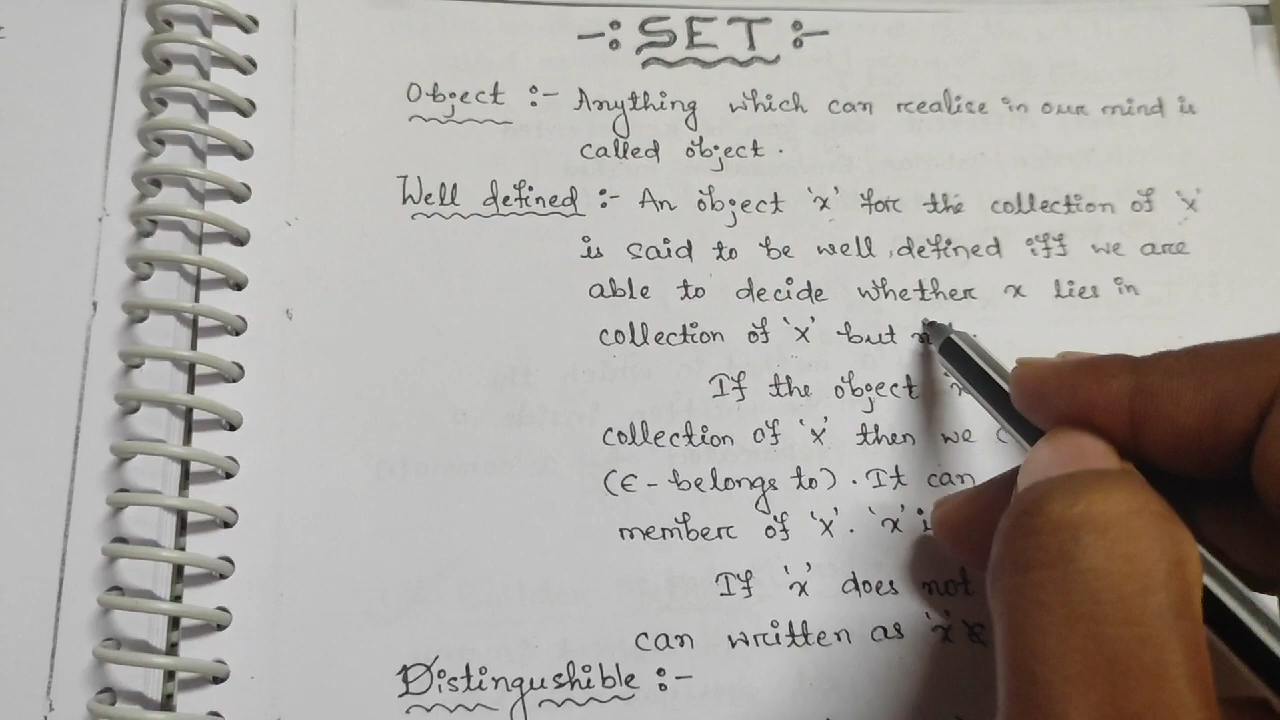 -: SET :-
Object :- Anything which can realise in our mind is
called object.
Well defined :- An object 'x' for the collection of 'X'
is said to be well defined iff we are
able to decide whether x lies in
collection of 'X' but
If the object
collection of 'X' then we
(∈ - belongs to). It can
member of 'X'. 'x'
If 'x' does not
can written as 'x'
Distingushible :-